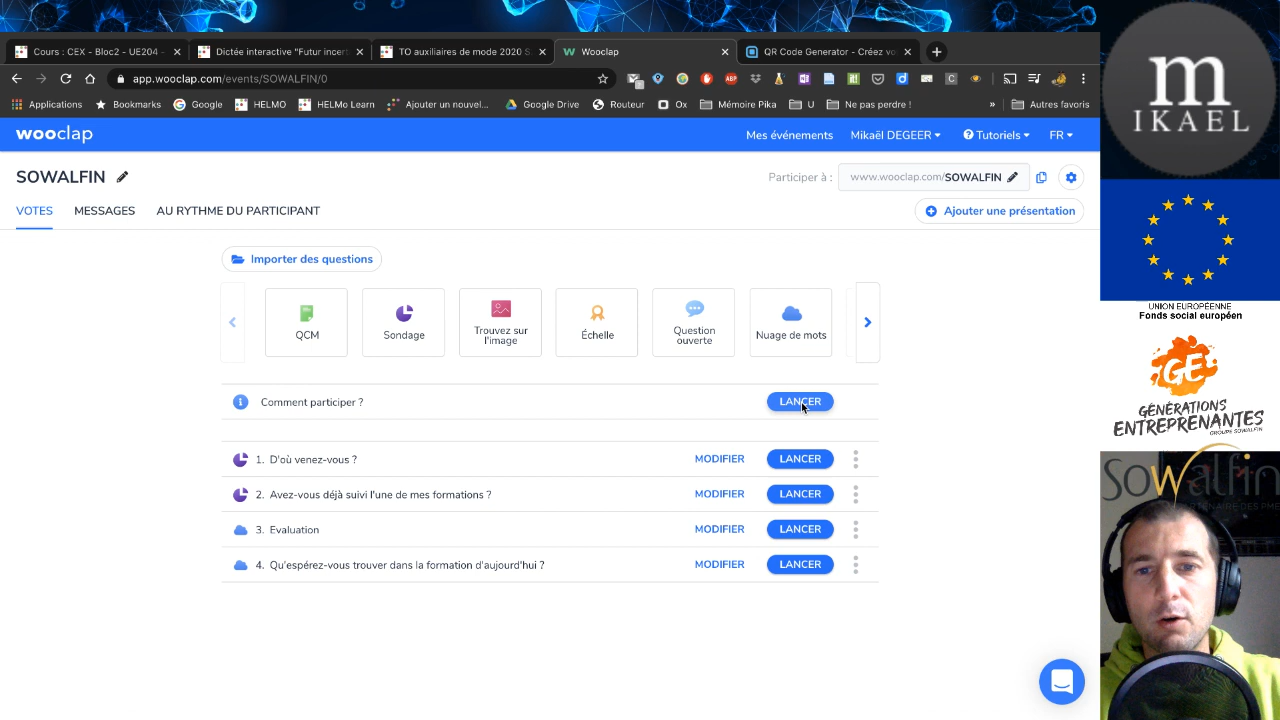 Cours : CEX - Bloc2 - UE204 -
Dictée interactive "Futur incert
TO auxiliaires de mode 2020 S
Wooclap
QR Code Generator - Créez vo
app.wooclap.com/events/SOWALFIN/0
Applications
Bookmarks
Google
HELMO
HELMo Learn
Ajouter un nouvel...
Google Drive
Routeur
Ox
Mémoire Pika
U
Ne pas perdre !
»
Autres favoris
wooclap
Mes événements
Mikaël DEGEER
Tutoriels
FR
SOWALFIN
Participer à :
www.wooclap.com/SOWALFIN
VOTES
MESSAGES
AU RYTHME DU PARTICIPANT
Ajouter une présentation
Importer des questions
QCM
Sondage
Trouvez sur
l'image
Échelle
Question
ouverte
Nuage de mots
Comment participer ?
LANCER
1. D'où venez-vous ?
MODIFIER
LANCER
2. Avez-vous déjà suivi l'une de mes formations ?
MODIFIER
LANCER
3. Evaluation
MODIFIER
LANCER
4. Qu'espérez-vous trouver dans la formation d'aujourd'hui ?
MODIFIER
LANCER
m
IKAEL
UNION EUROPÉENNE
Fonds social européen
GE
GÉNÉRATIONS
ENTREPRENANTES
GROUPE SOWALFIN
Sowalfin